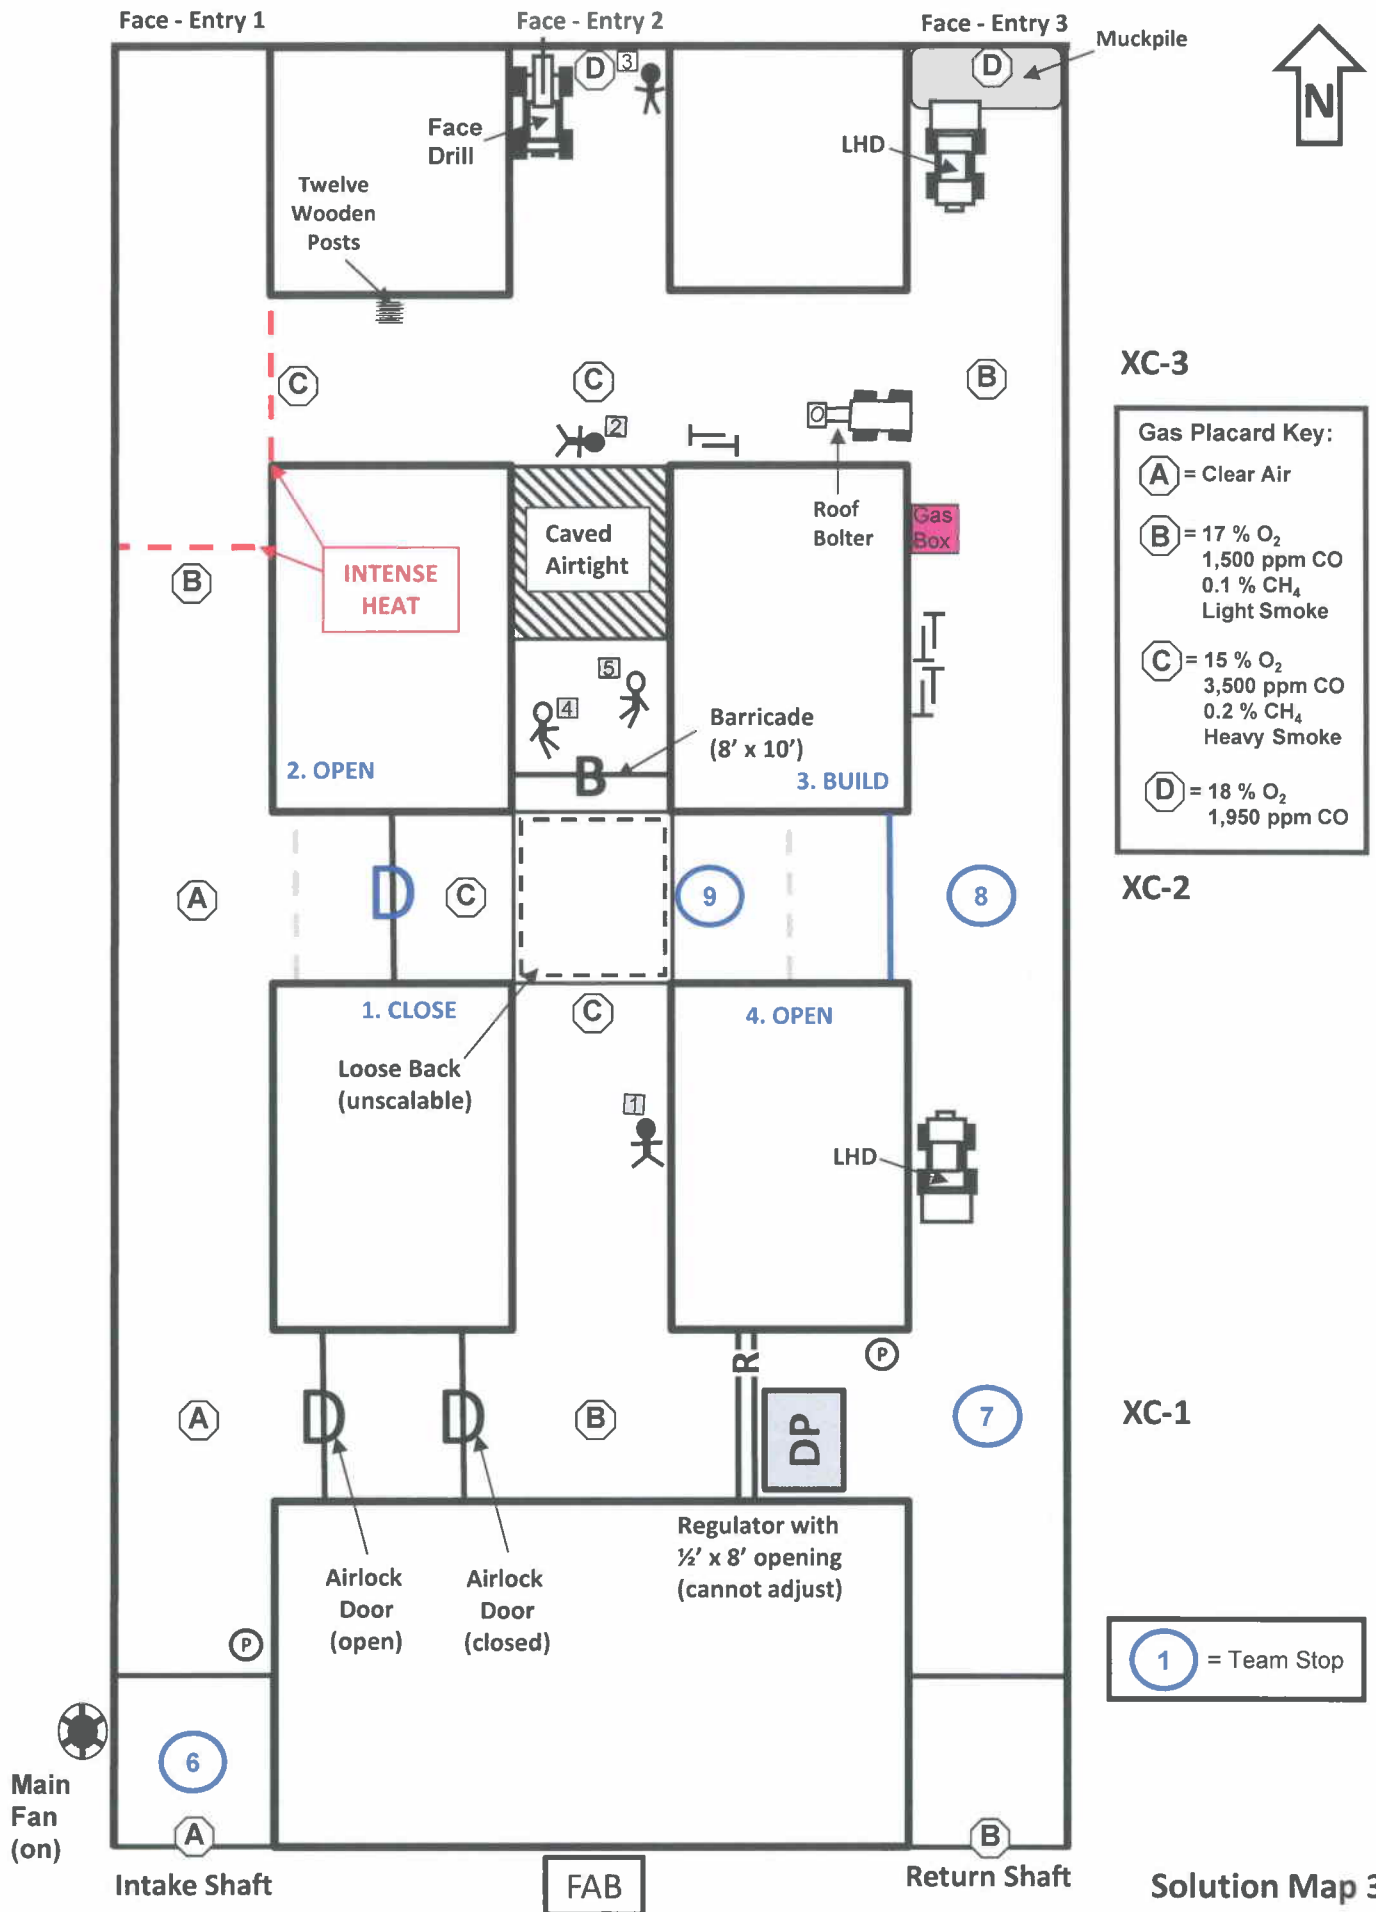 Face - Entry 1
Face - Entry 2
Face - Entry 3
Muckpile
N
D
3
D
Face
Drill
LHD
Twelve
Wooden
Posts
C
C
B
XC-3
2
Gas Placard Key:
A = Clear Air
B = 17 % O₂
1,500 ppm CO
0.1 % CH₄
Light Smoke
C = 15 % O₂
3,500 ppm CO
0.2 % CH₄
Heavy Smoke
D = 18 % O₂
1,950 ppm CO
Roof
Bolter
Gas
Box
Caved
Airtight
INTENSE
HEAT
B
5
4
Barricade
(8' x 10')
B
2. OPEN
3. BUILD
A
D
C
9
8
XC-2
1. CLOSE
C
4. OPEN
Loose Back
(unscalable)
1
LHD
R
P
A
D
D
B
DP
7
XC-1
Regulator with
½' x 8' opening
(cannot adjust)
Airlock
Door
(open)
Airlock
Door
(closed)
P
1 = Team Stop
6
Main
Fan
(on)
A
B
Intake Shaft
FAB
Return Shaft
Solution Map 3